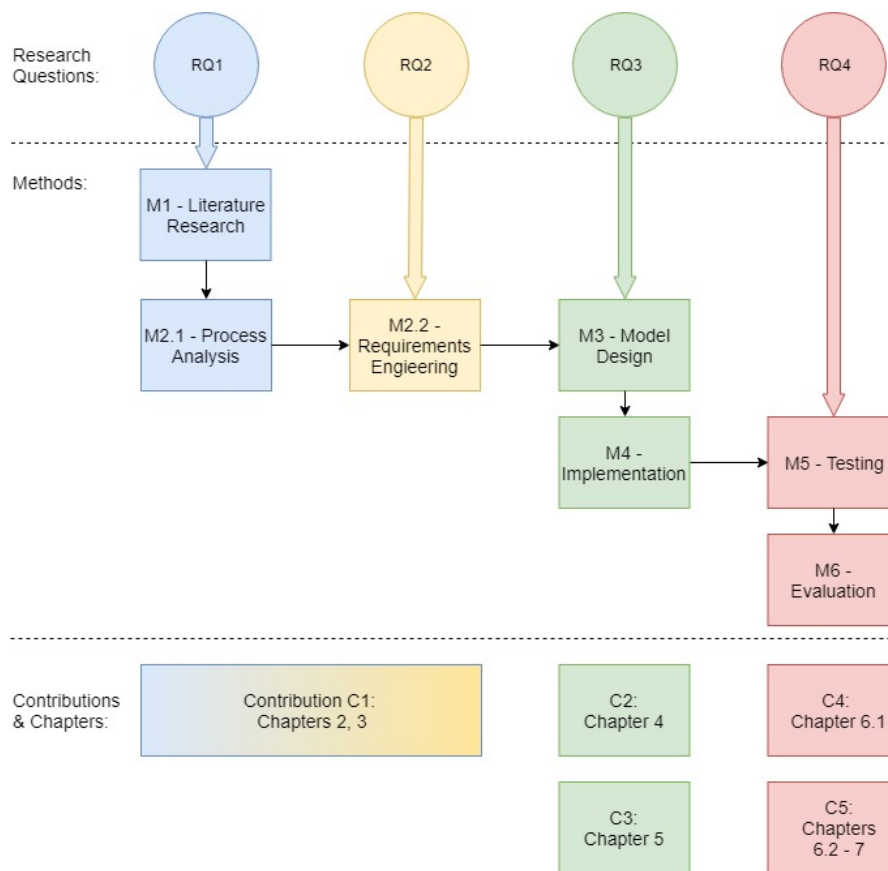 Research
Questions:
RQ1
RQ2
RQ3
RQ4
Methods:
M1 - Literature
Research
M2.1 - Process
Analysis
M2.2 -
Requirements
Engieering
M3 - Model
Design
M4 -
Implementation
M5 - Testing
M6 -
Evaluation
Contributions
& Chapters:
Contribution C1:
Chapters 2, 3
C2:
Chapter 4
C4:
Chapter 6.1
C3:
Chapter 5
C5:
Chapters
6.2 - 7